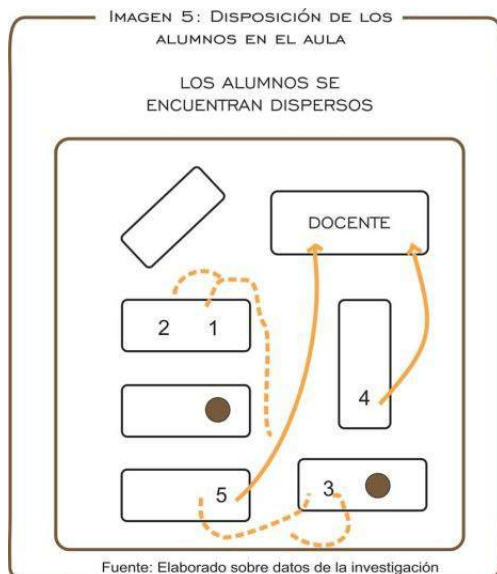 IMAGEN 5: DISPOSICIÓN DE LOS
ALUMNOS EN EL AULA
LOS ALUMNOS SE
ENCUENTRAN DISPERSOS
DOCENTE
2 1
4
5
3
Fuente: Elaborado sobre datos de la investigación